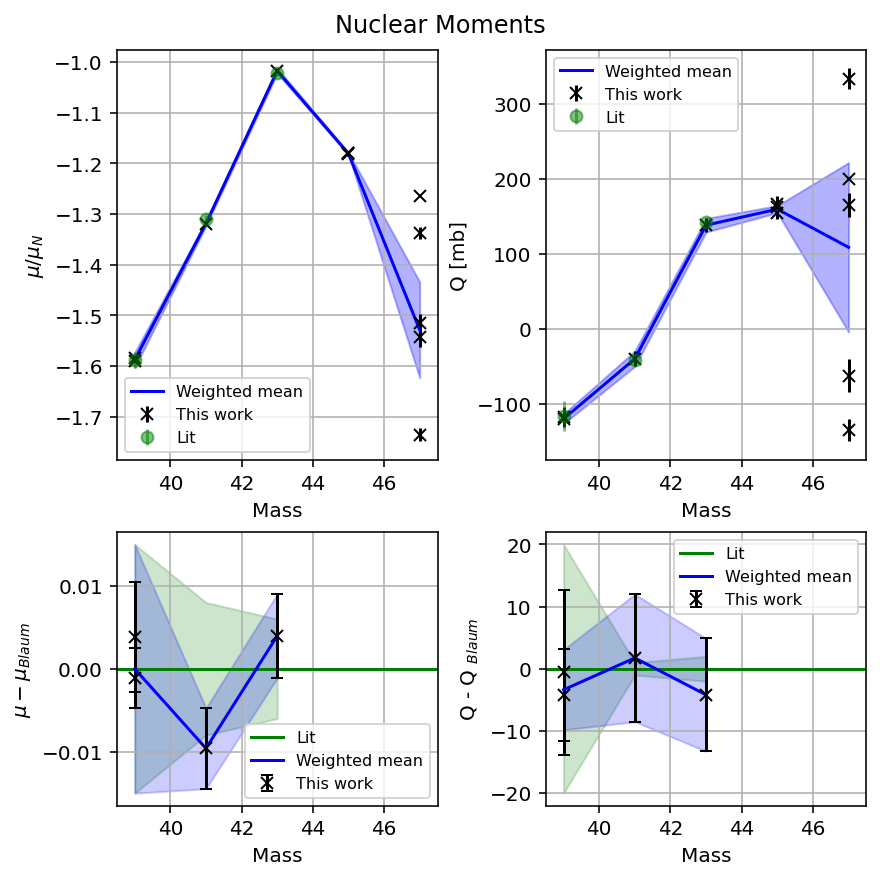 Nuclear Moments
−1.0
−1.1
−1.2
−1.3
−1.4
−1.5
−1.6
−1.7
μ/μN
Weighted mean
This work
Lit
40 42 44 46
Mass
300
200
100
0
−100
Q [mb]
Weighted mean
This work
Lit
40 42 44 46
Mass
0.01
0.00
−0.01
μ − μBlaum
Lit
Weighted mean
This work
40 42 44 46
Mass
20
10
0
−10
−20
Q - Q Blaum
Lit
Weighted mean
This work
40 42 44 46
Mass